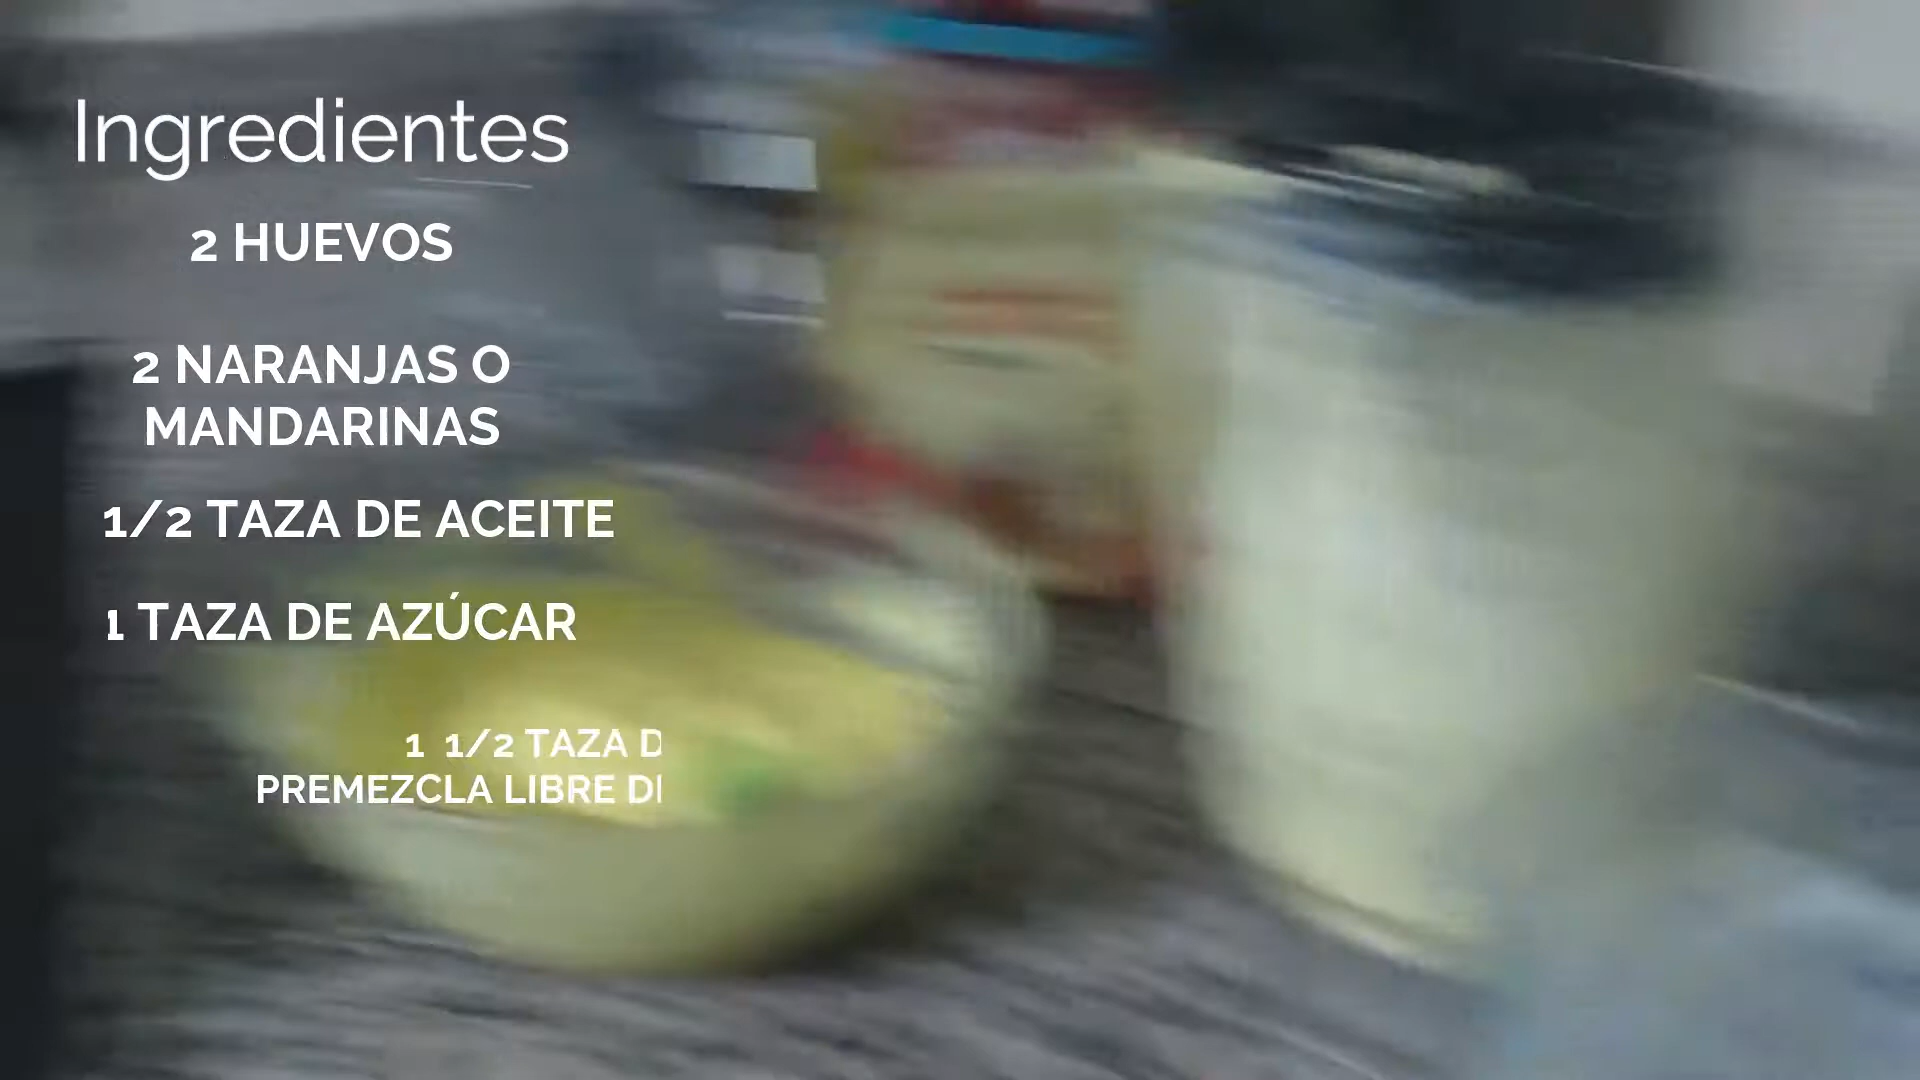 Ingredientes
2 HUEVOS
2 NARANJAS O
MANDARINAS
1/2 TAZA DE ACEITE
1 TAZA DE AZÚCAR
1 1/2 TAZA D
PREMEZCLA LIBRE D